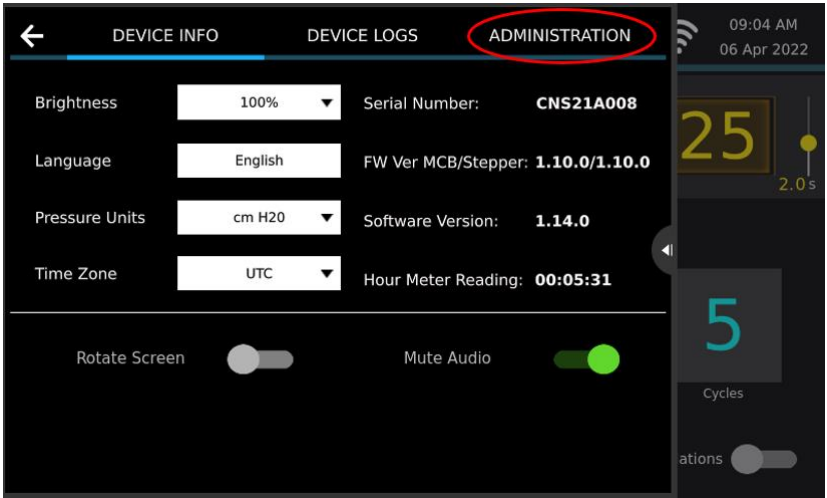 DEVICE INFO DEVICE LOGS ADMINISTRATION
09:04 AM
06 Apr 2022
Brightness 100% Serial Number: CNS21A008
Language English FW Ver MCB/Stepper: 1.10.0/1.10.0
Pressure Units cm H20 Software Version: 1.14.0
Time Zone UTC Hour Meter Reading: 00:05:31
Rotate Screen Mute Audio
25
2.0 s
5
Cycles
ations